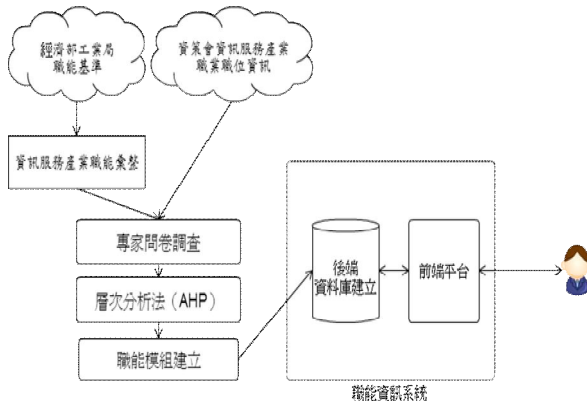 經濟部工業局
職能基準
資策會資訊服務產業
職業職位資訊
資訊服務產業職能彙整
專家問卷調查
層次分析法（AHP）
職能模組建立
後端
資料庫建立
前端平台
職能資訊系統